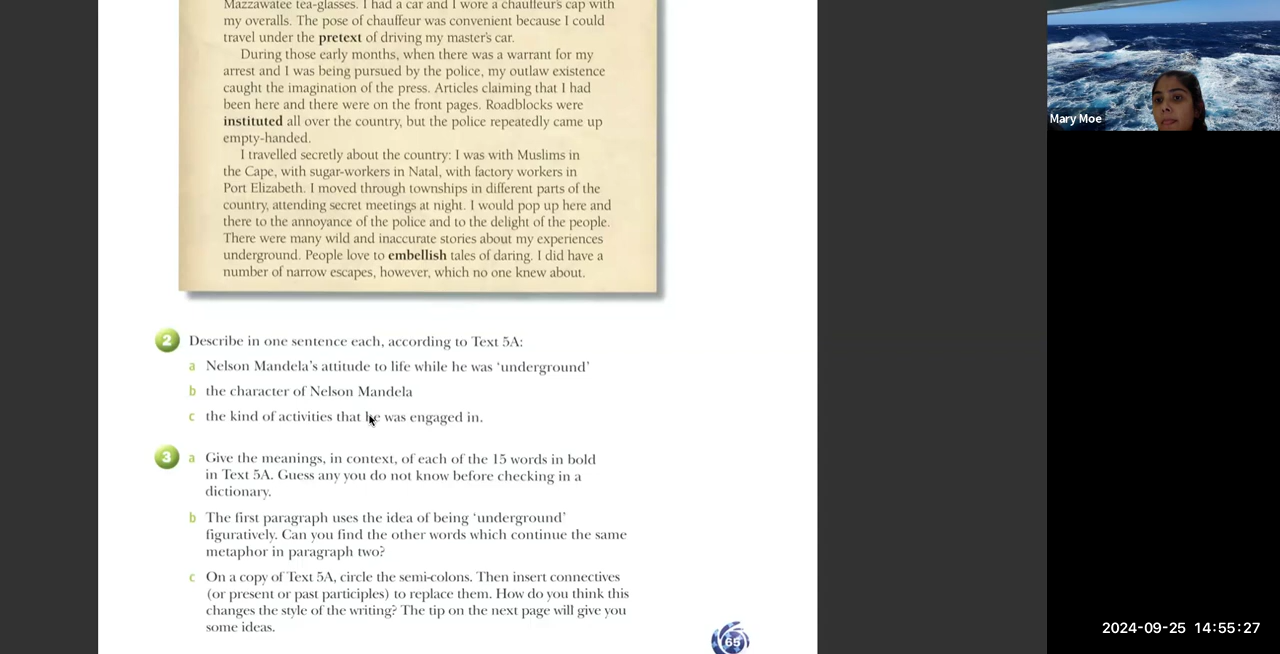 Mazzawatee tea-glasses. I had a car and I wore a chauffeur's cap with
my overalls. The pose of chauffeur was convenient because I could
travel under the pretext of driving my master's car.
During those early months, when there was a warrant for my
arrest and I was being pursued by the police, my outlaw existence
caught the imagination of the press. Articles claiming that I had
been here and there were on the front pages. Roadblocks were
instituted all over the country, but the police repeatedly came up
empty-handed.
I travelled secretly about the country: I was with Muslims in
the Cape, with sugar-workers in Natal, with factory workers in
Port Elizabeth. I moved through townships in different parts of the
country, attending secret meetings at night. I would pop up here and
there to the annoyance of the police and to the delight of the people.
There were many wild and inaccurate stories about my experiences
underground. People love to embellish tales of daring. I did have a
number of narrow escapes, however, which no one knew about.
2 Describe in one sentence each, according to Text 5A:
a Nelson Mandela's attitude to life while he was 'underground'
b the character of Nelson Mandela
c the kind of activities that he was engaged in.
3 a Give the meanings, in context, of each of the 15 words in bold
in Text 5A. Guess any you do not know before checking in a
dictionary.
b The first paragraph uses the idea of being 'underground'
figuratively. Can you find the other words which continue the same
metaphor in paragraph two?
c On a copy of Text 5A, circle the semi-colons. Then insert connectives
(or present or past participles) to replace them. How do you think this
changes the style of the writing? The tip on the next page will give you
some ideas.
65
Mary Moe
2024-09-25 14:55:27